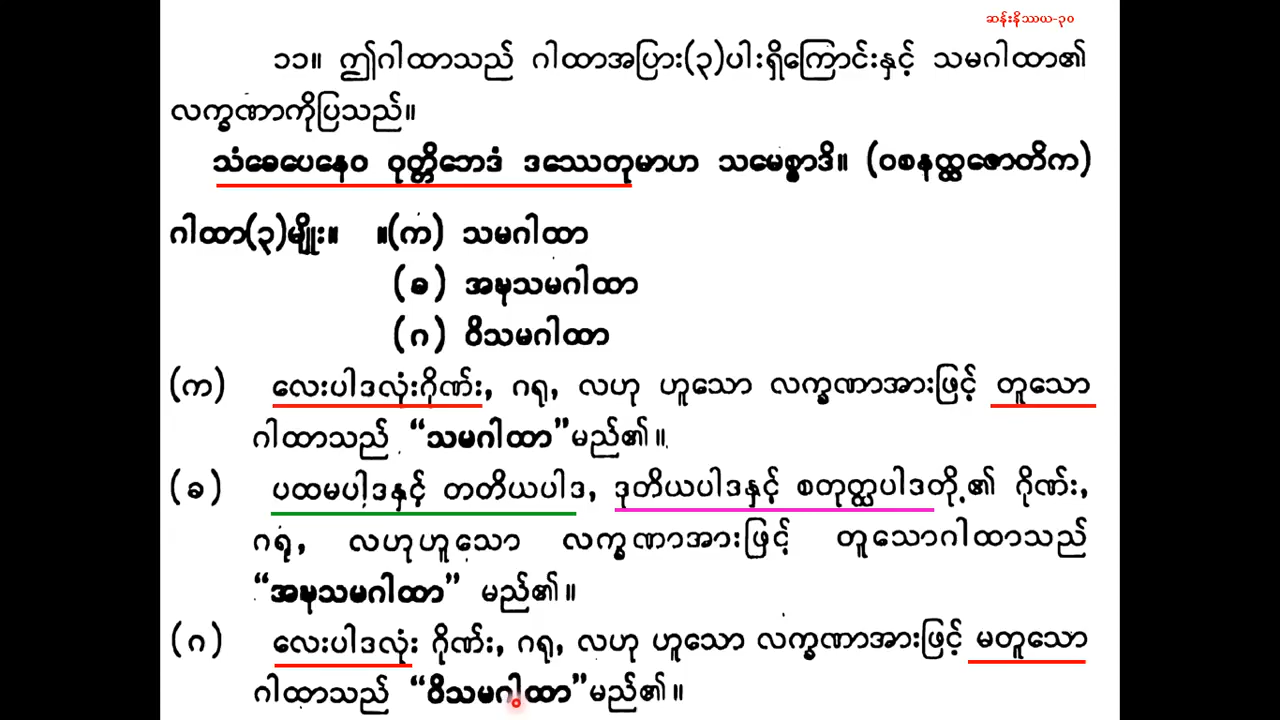 ဆန်းနိဿယ-၃၀
၁၁။ ဤဂါထာသည် ဂါထာအပြား(၃)ပါးရှိကြောင်းနှင့် သမဂါထာ၏
လက္ခဏာကိုပြသည်။
သံခေပေနေဝ ဝုတ္တိဘေဒံ ဒဿေတုမာဟ သမေစ္စာဒိ။ (ဝစနတ္ထဇောတိက)
ဂါထာ(၃)မျိုး။ ။(က) သမဂါထာ
(ခ) အဍ္ဎသမဂါထာ
(ဂ) ဝိသမဂါထာ
(က) လေးပါဒလုံးဂိုဏ်း, ဂရု, လဟု ဟူသော လက္ခဏာအားဖြင့် တူသော
ဂါထာသည် “သမဂါထာ”မည်၏။
(ခ) ပထမပါဒနှင့် တတိယပါဒ, ဒုတိယပါဒနှင့် စတုတ္ထပါဒတို့၏ ဂိုဏ်း,
ဂရု, လဟုဟူသော လက္ခဏာအားဖြင့် တူသောဂါထာသည်
“အဍ္ဎသမဂါထာ” မည်၏။
(ဂ) လေးပါဒလုံး ဂိုဏ်း, ဂရု, လဟု ဟူသော လက္ခဏာအားဖြင့် မတူသော
ဂါထာသည် “ဝိသမဂါထာ”မည်၏။